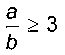 a/b ≥ 3